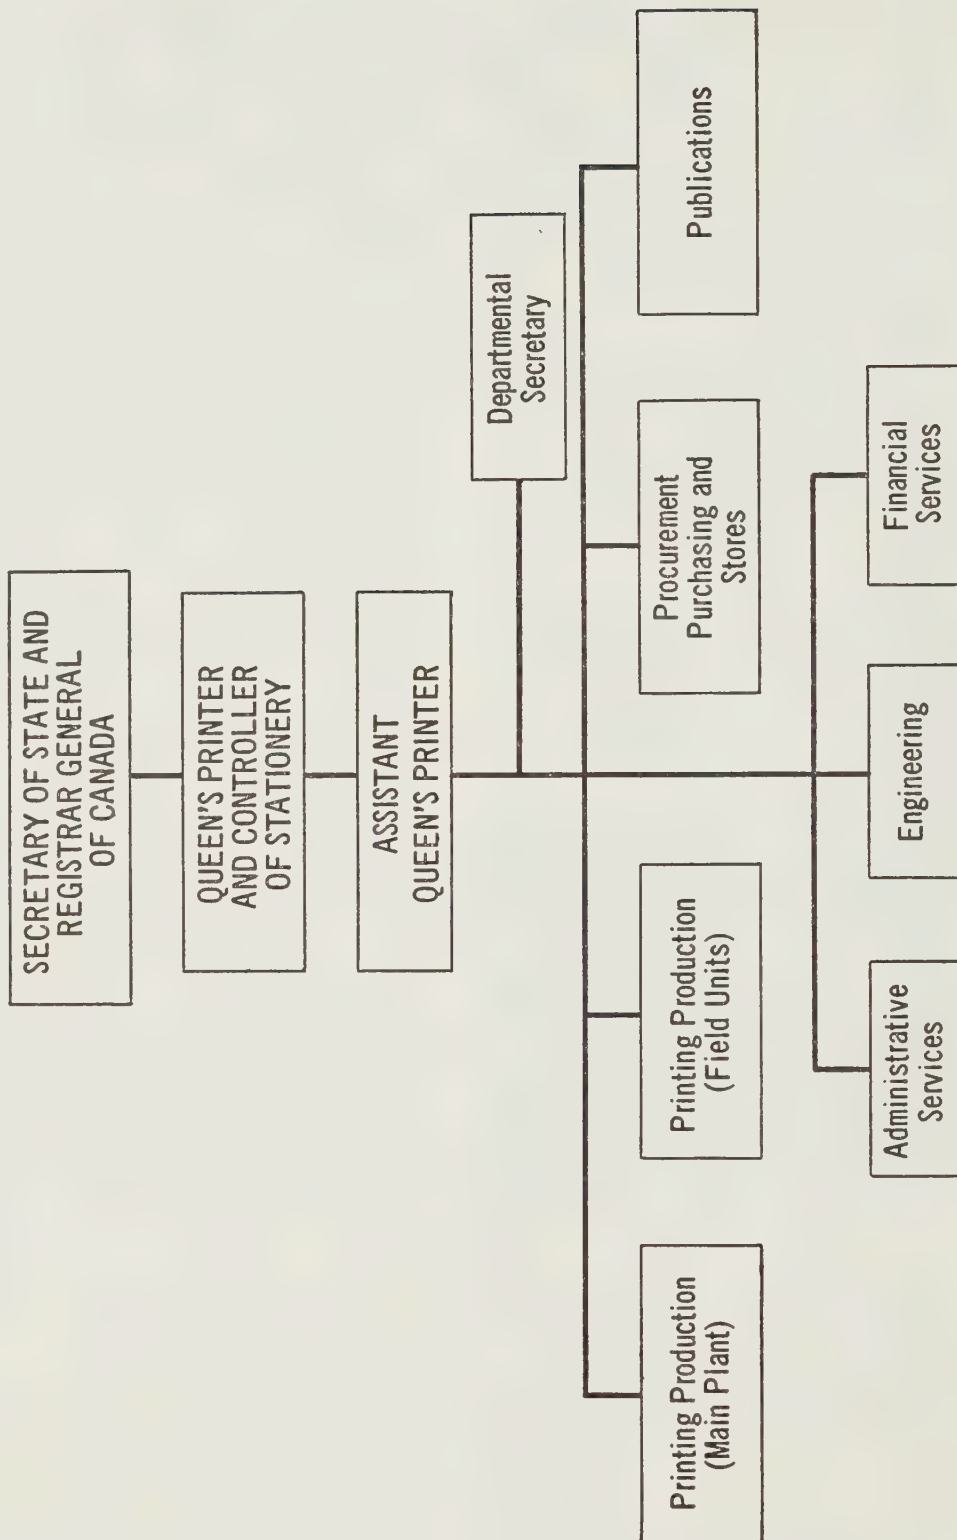 SECRETARY OF STATE AND
REGISTRAR GENERAL
OF CANADA
QUEEN'S PRINTER
AND CONTROLLER
OF STATIONERY
ASSISTANT
QUEEN'S PRINTER
Departmental
Secretary
Printing Production
(Main Plant)
Printing Production
(Field Units)
Procurement
Purchasing and
Stores
Publications
Administrative
Services
Engineering
Financial
Services